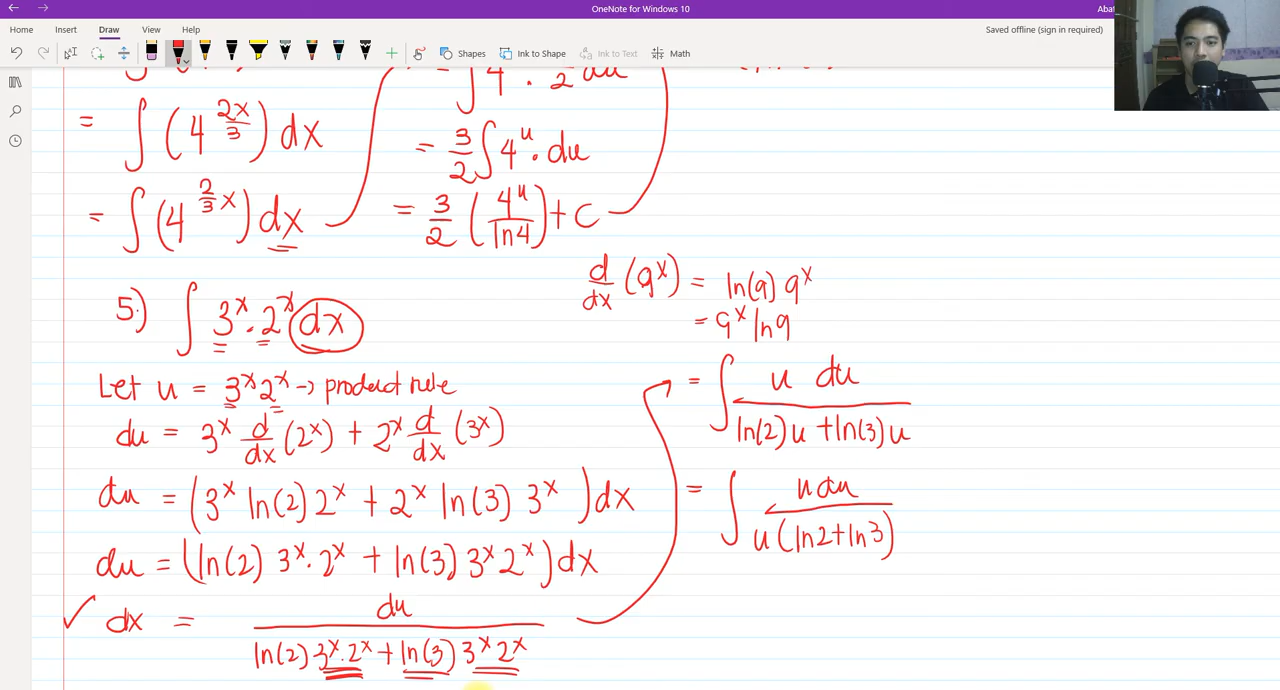 OneNote for Windows 10
Abat
Home Insert Draw View Help
Saved offline (sign in required)
Shapes Ink to Shape Ink to Text Math
= ∫ (4^(2x/3)) dx
= ∫ (4^(2/3 x)) dx
= 3/2 ∫ 4^u · du
= 3/2 (4^u / ln4) + C
5.) ∫ 3^x · 2^x dx
Let u = 3^x 2^x → product rule
du = 3^x d/dx (2^x) + 2^x d/dx (3^x)
du = (3^x ln(2) 2^x + 2^x ln(3) 3^x) dx
du = (ln(2) 3^x · 2^x + ln(3) 3^x 2^x) dx
✓ dx = du / (ln(2) 3^x · 2^x + ln(3) 3^x 2^x)
d/dx (9^x) = ln(9) 9^x
= 9^x ln 9
= ∫ u du / (ln(2)u + ln(3)u)
= ∫ u du / (u(ln2 + ln3))